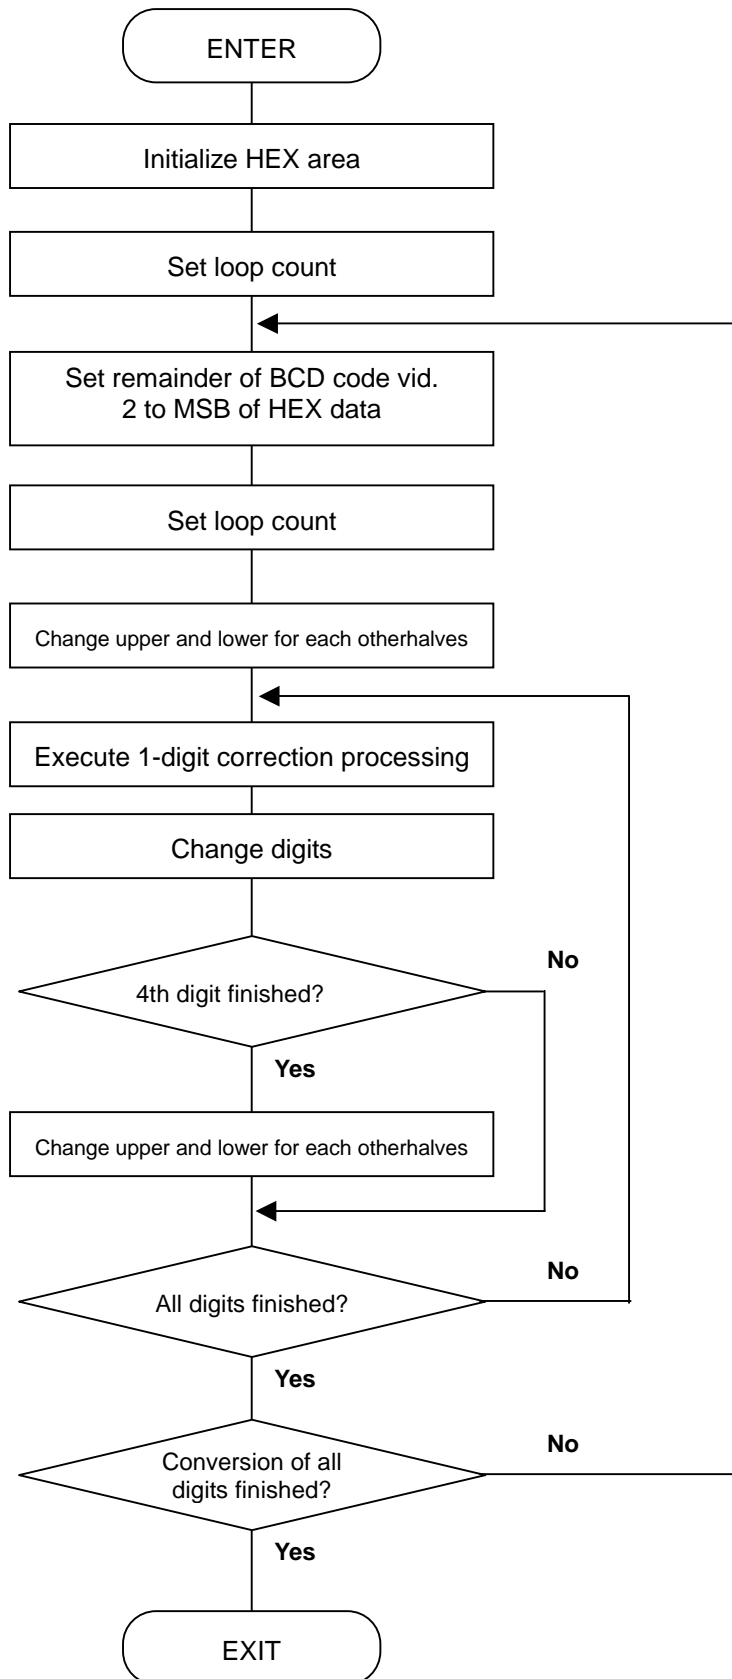 ENTER
Initialize HEX area
Set loop count
Set remainder of BCD code vid.
2 to MSB of HEX data
Set loop count
Change upper and lower for each otherhalves
Execute 1-digit correction processing
Change digits
4th digit finished?
No
Yes
Change upper and lower for each otherhalves
All digits finished?
No
Yes
Conversion of all
digits finished?
No
Yes
EXIT